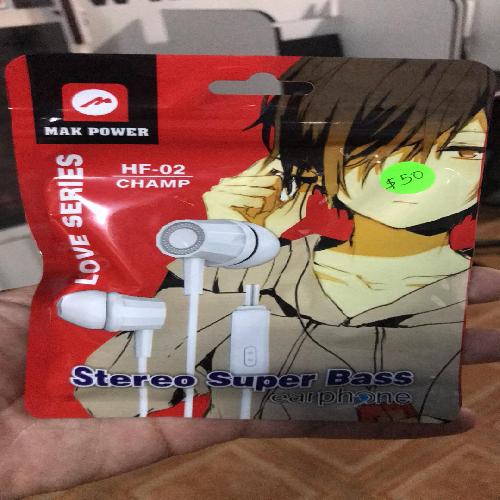 MAK POWER
HF-02
CHAMP
LOVE SERIES
$50
Stereo Super Bass
earphone